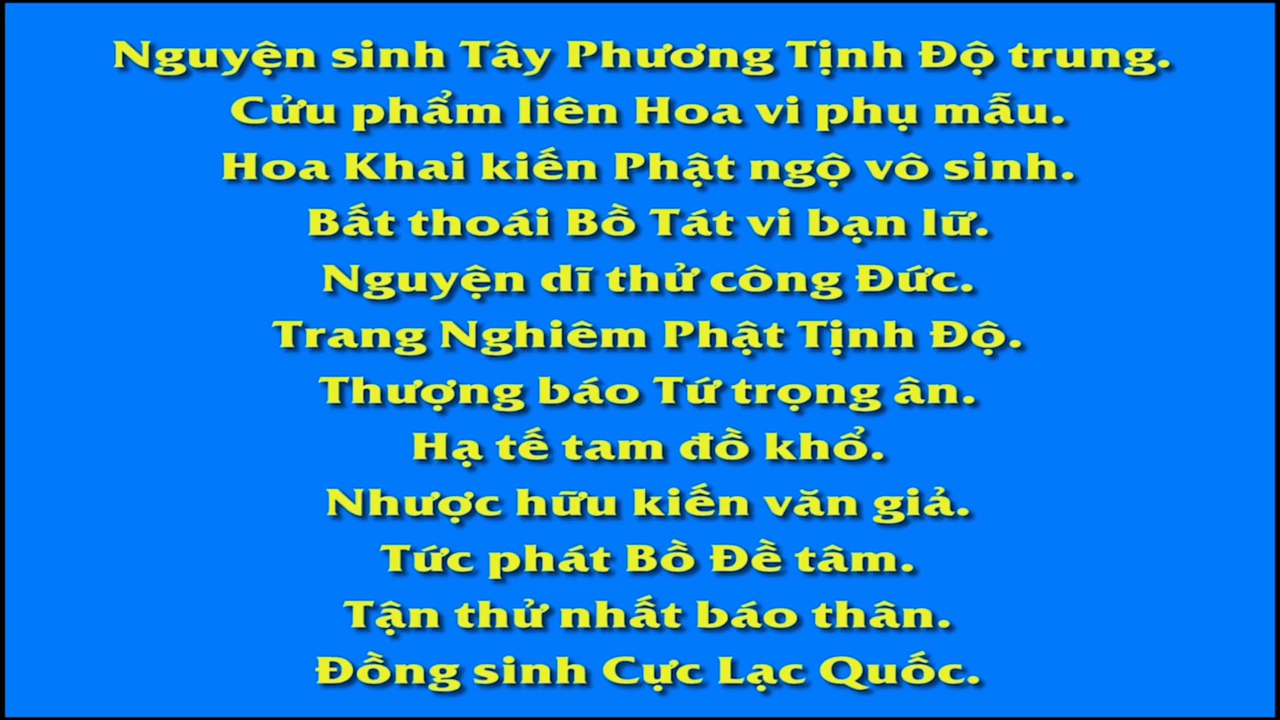 Nguyện sinh Tây Phương Tịnh Độ trung.
Cửu phẩm liên Hoa vi phụ mẫu.
Hoa Khai kiến Phật ngộ vô sinh.
Bất thoái Bồ Tát vi bạn lữ.
Nguyện dĩ thử công Đức.
Trang Nghiêm Phật Tịnh Độ.
Thượng báo Tứ trọng ân.
Hạ tế tam đồ khổ.
Nhược hữu kiến văn giả.
Tức phát Bồ Đề tâm.
Tận thử nhất báo thân.
Đồng sinh Cực Lạc Quốc.